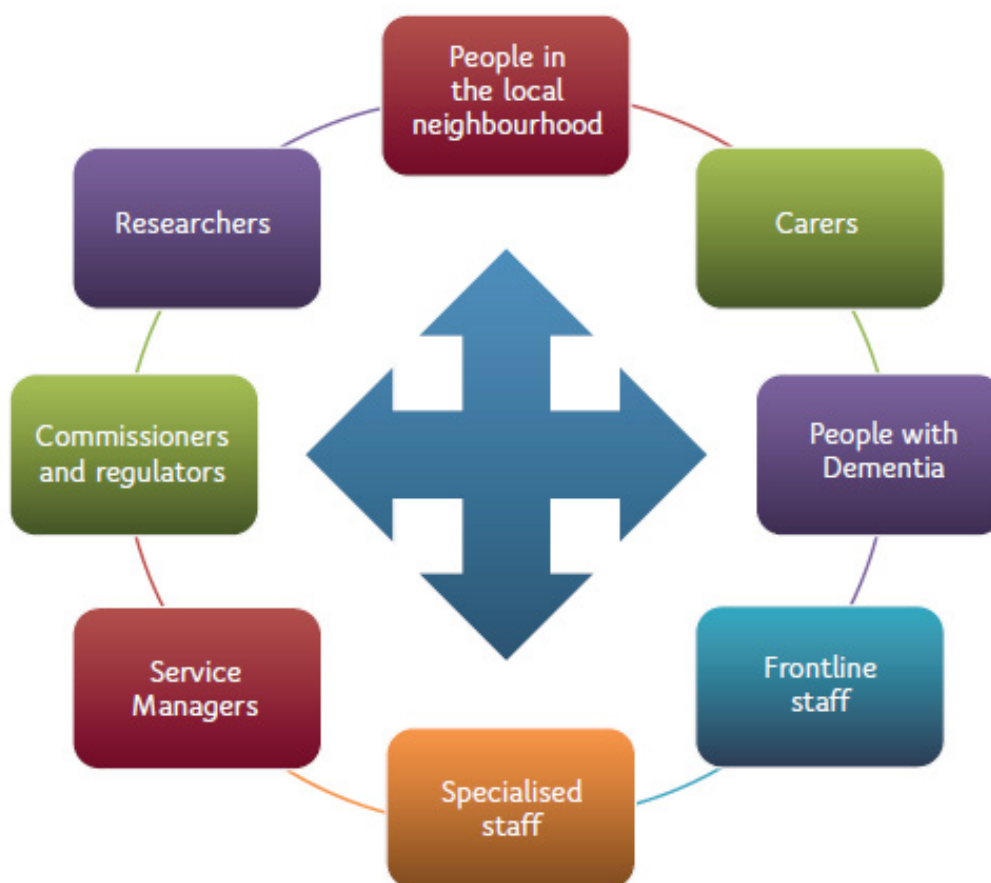 People in
the local
neighbourhood
Carers
People with
Dementia
Frontline
staff
Specialised
staff
Service
Managers
Commissioners
and regulators
Researchers